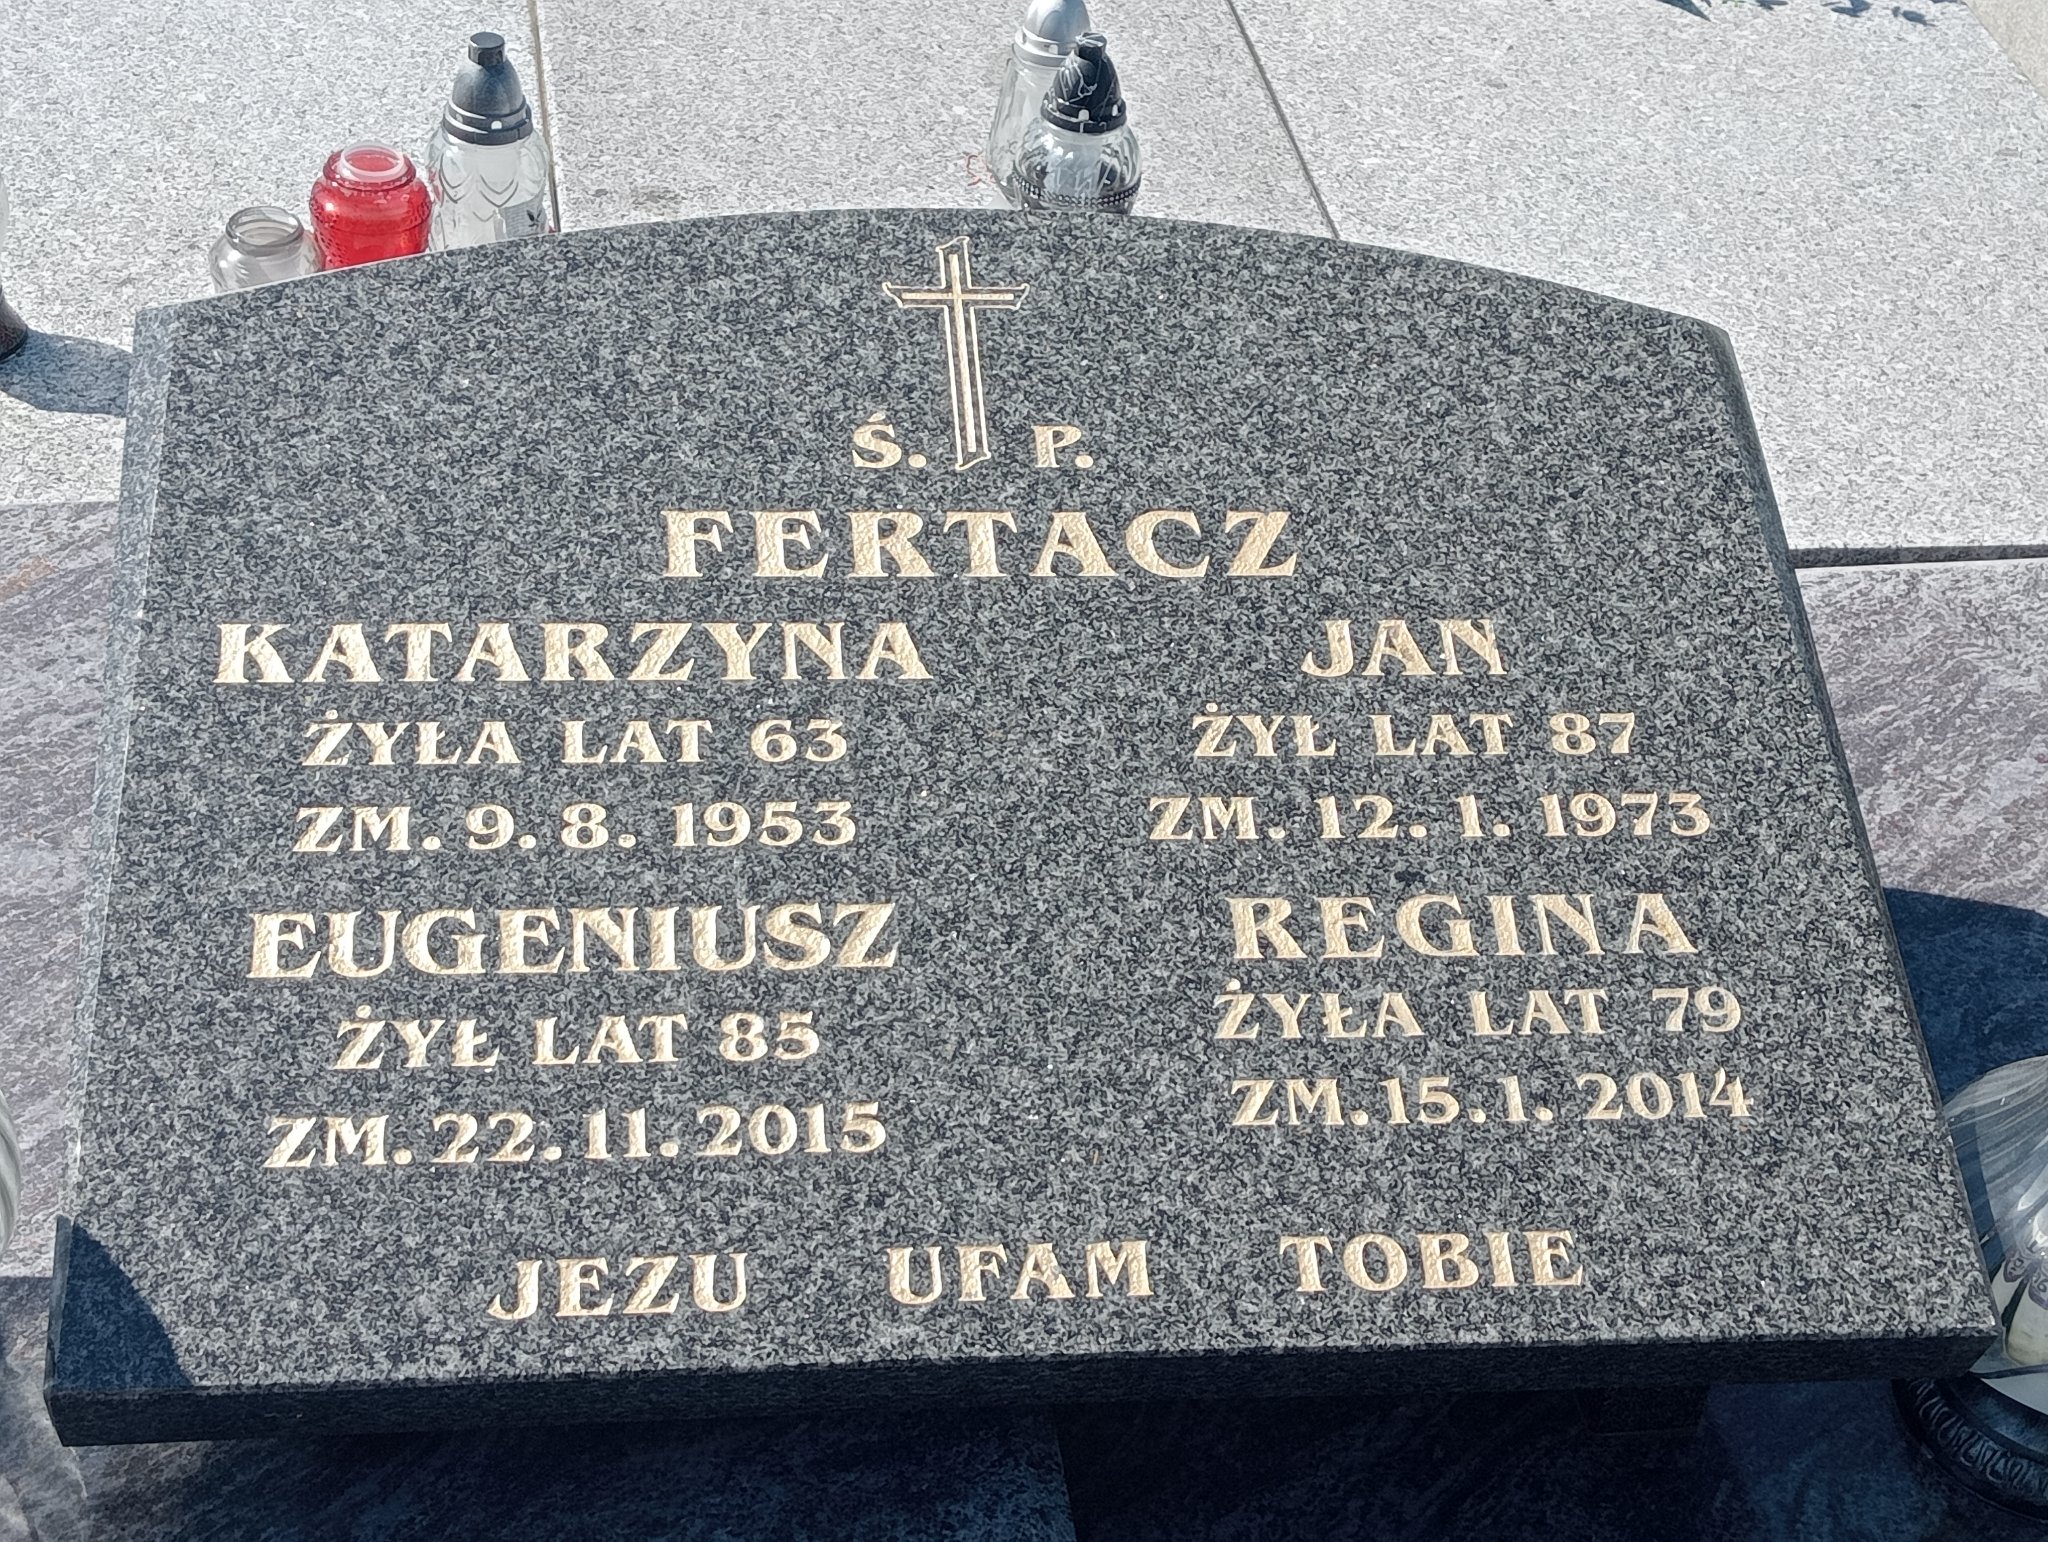 Ś. P.
FERTACZ
KATARZYNA
ŻYŁA LAT 63
ZM. 9. 8. 1953
JAN
ŻYŁ LAT 87
ZM. 12. 1. 1973
EUGENIUSZ
ŻYŁ LAT 85
ZM. 22. 11. 2015
REGINA
ŻYŁA LAT 79
ZM. 15. 1. 2014
JEZU UFAM TOBIE